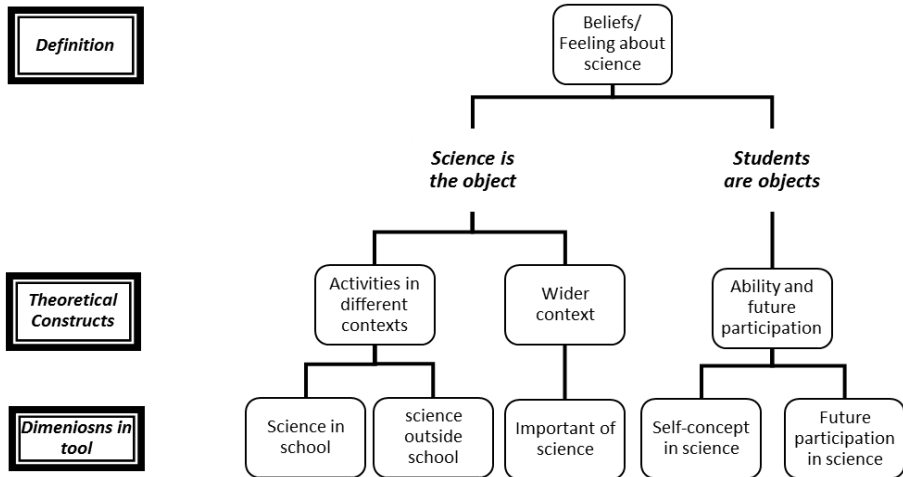 Definition
Beliefs/
Feeling about
science
Science is
the object
Students
are objects
Theoretical
Constructs
Activities in
different
contexts
Wider
context
Ability and
future
participation
Dimeniosns in
tool
Science in
school
science
outside
school
Important of
science
Self-concept
in science
Future
participation
in science